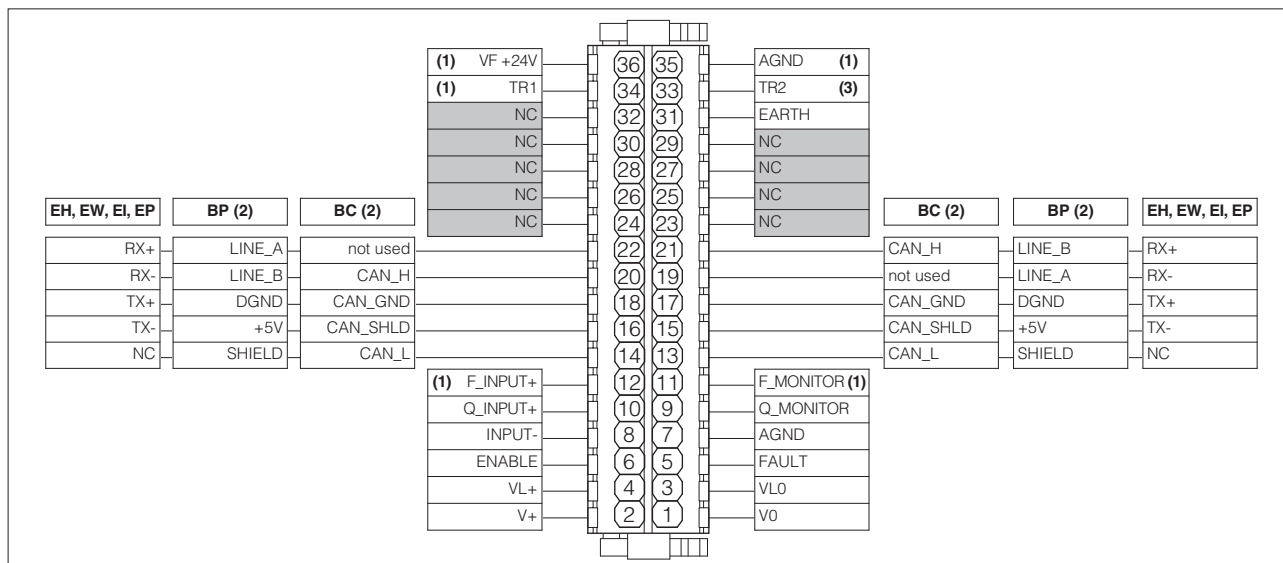 (1) VF +24V 36 35 AGND (1)
(1) TR1 34 33 TR2 (3)
NC 32 31 EARTH
NC 30 29 NC
NC 28 27 NC
NC 26 25 NC
NC 24 23 NC
EH, EW, EI, EP BP (2) BC (2) BC (2) BP (2) EH, EW, EI, EP
RX+ LINE_A not used 22 21 CAN_H LINE_B RX+
RX- LINE_B CAN_H 20 19 not used LINE_A RX-
TX+ DGND CAN_GND 18 17 CAN_GND DGND TX+
TX- +5V CAN_SHLD 16 15 CAN_SHLD +5V TX-
NC SHIELD CAN_L 14 13 CAN_L SHIELD NC
(1) F_INPUT+ 12 11 F_MONITOR (1)
Q_INPUT+ 10 9 Q_MONITOR
INPUT- 8 7 AGND
ENABLE 6 5 FAULT
VL+ 4 3 VL0
V+ 2 1 V0